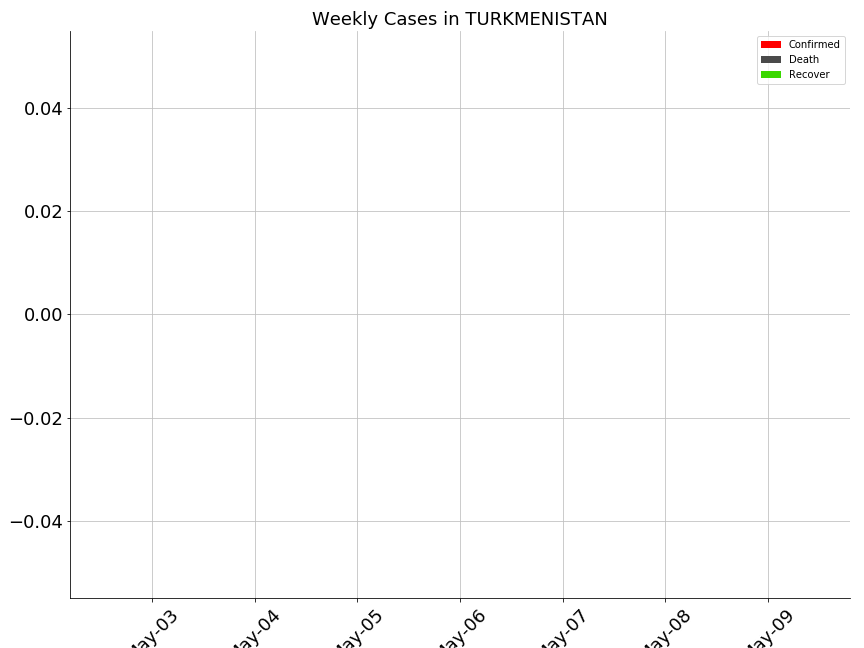 Weekly Cases in TURKMENISTAN
Confirmed
Death
Recover
0.04
0.02
0.00
−0.02
−0.04
May-03
May-04
May-05
May-06
May-07
May-08
May-09